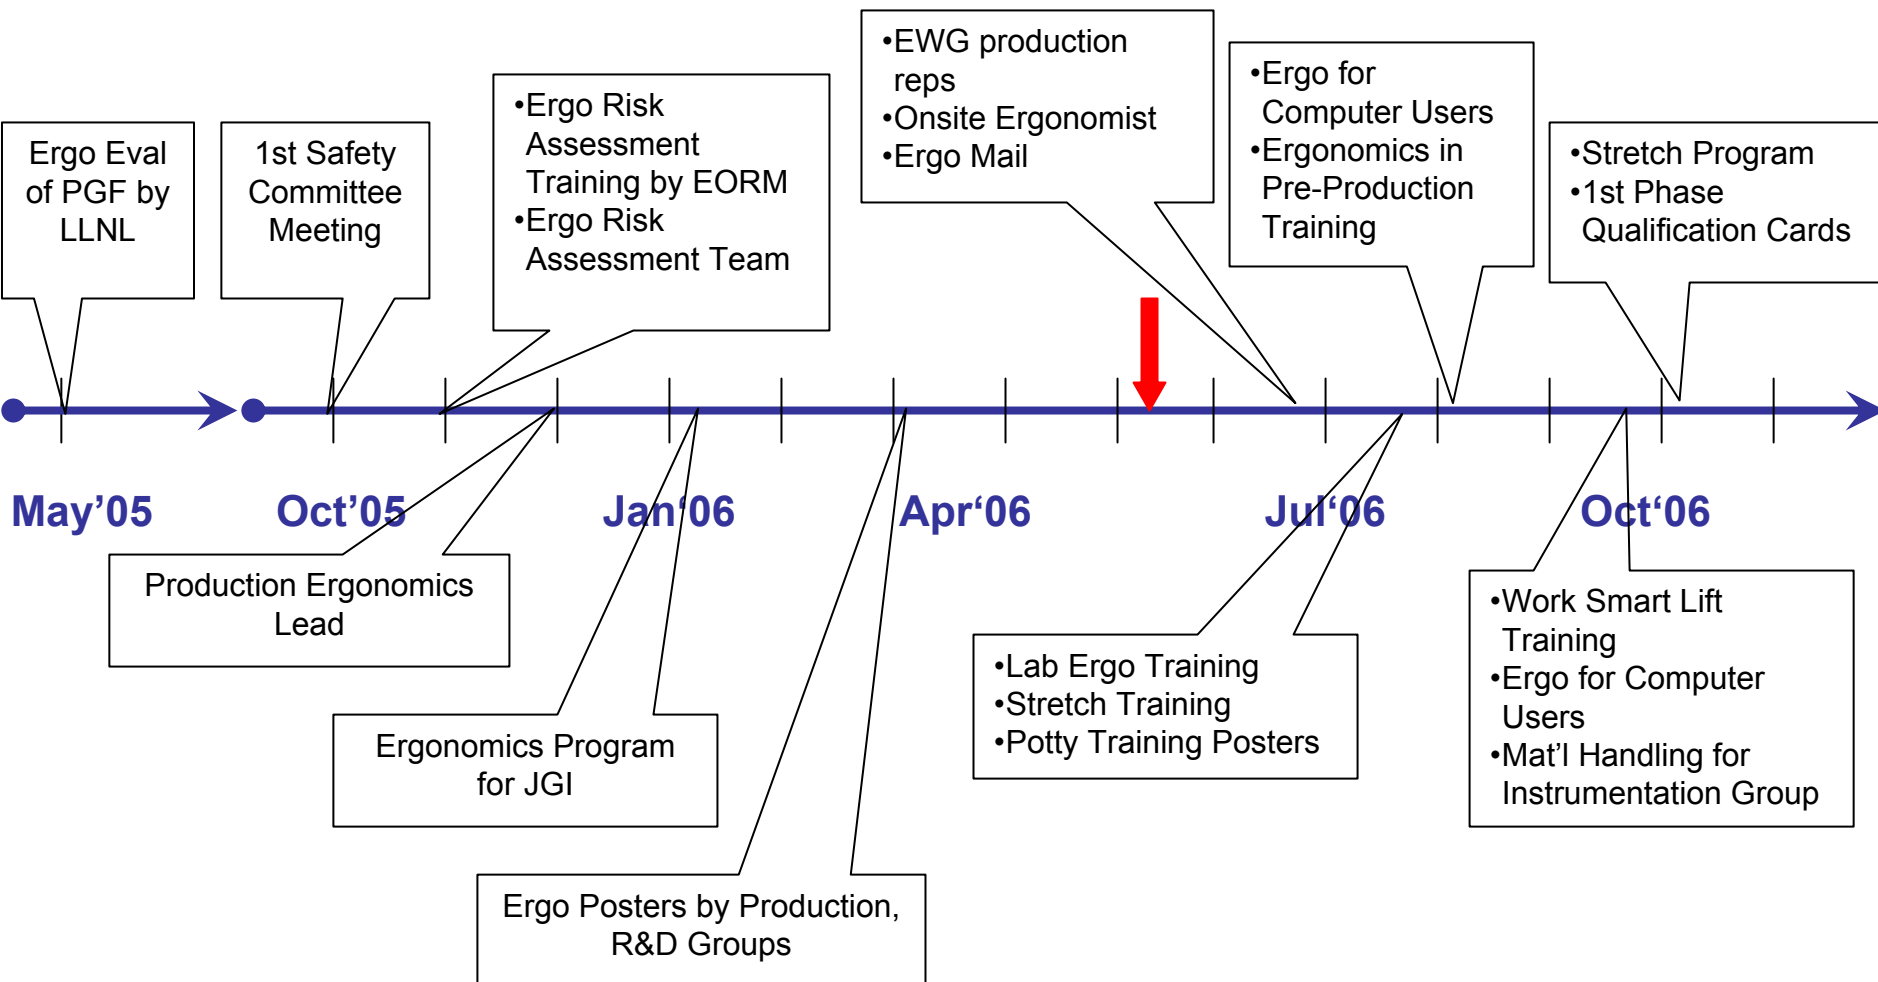 Ergo Eval
of PGF by
LLNL
1st Safety
Committee
Meeting
•Ergo Risk
Assessment
Training by EORM
•Ergo Risk
Assessment Team
•EWG production
reps
•Onsite Ergonomist
•Ergo Mail
•Ergo for
Computer Users
•Ergonomics in
Pre-Production
Training
•Stretch Program
•1st Phase
Qualification Cards
May’05
Oct’05
Jan‘06
Apr‘06
Jul‘06
Oct‘06
Production Ergonomics
Lead
Ergonomics Program
for JGI
Ergo Posters by Production,
R&D Groups
•Lab Ergo Training
•Stretch Training
•Potty Training Posters
•Work Smart Lift
Training
•Ergo for Computer
Users
•Mat’l Handling for
Instrumentation Group